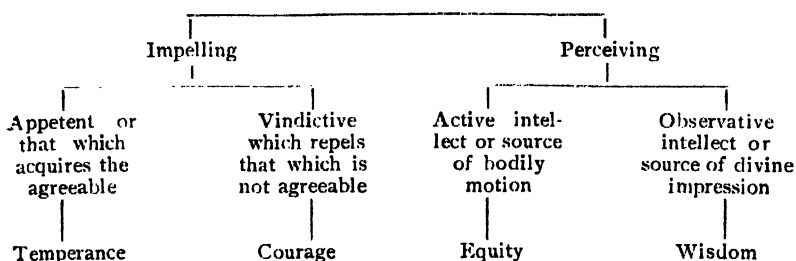 Impelling Perceiving
Appetent or Vindictive Active intel- Observative
that which which repels lect or source intellect or
acquires the that which is of bodily source of divine
agreeable not agreeable motion impression
Temperance Courage Equity Wisdom